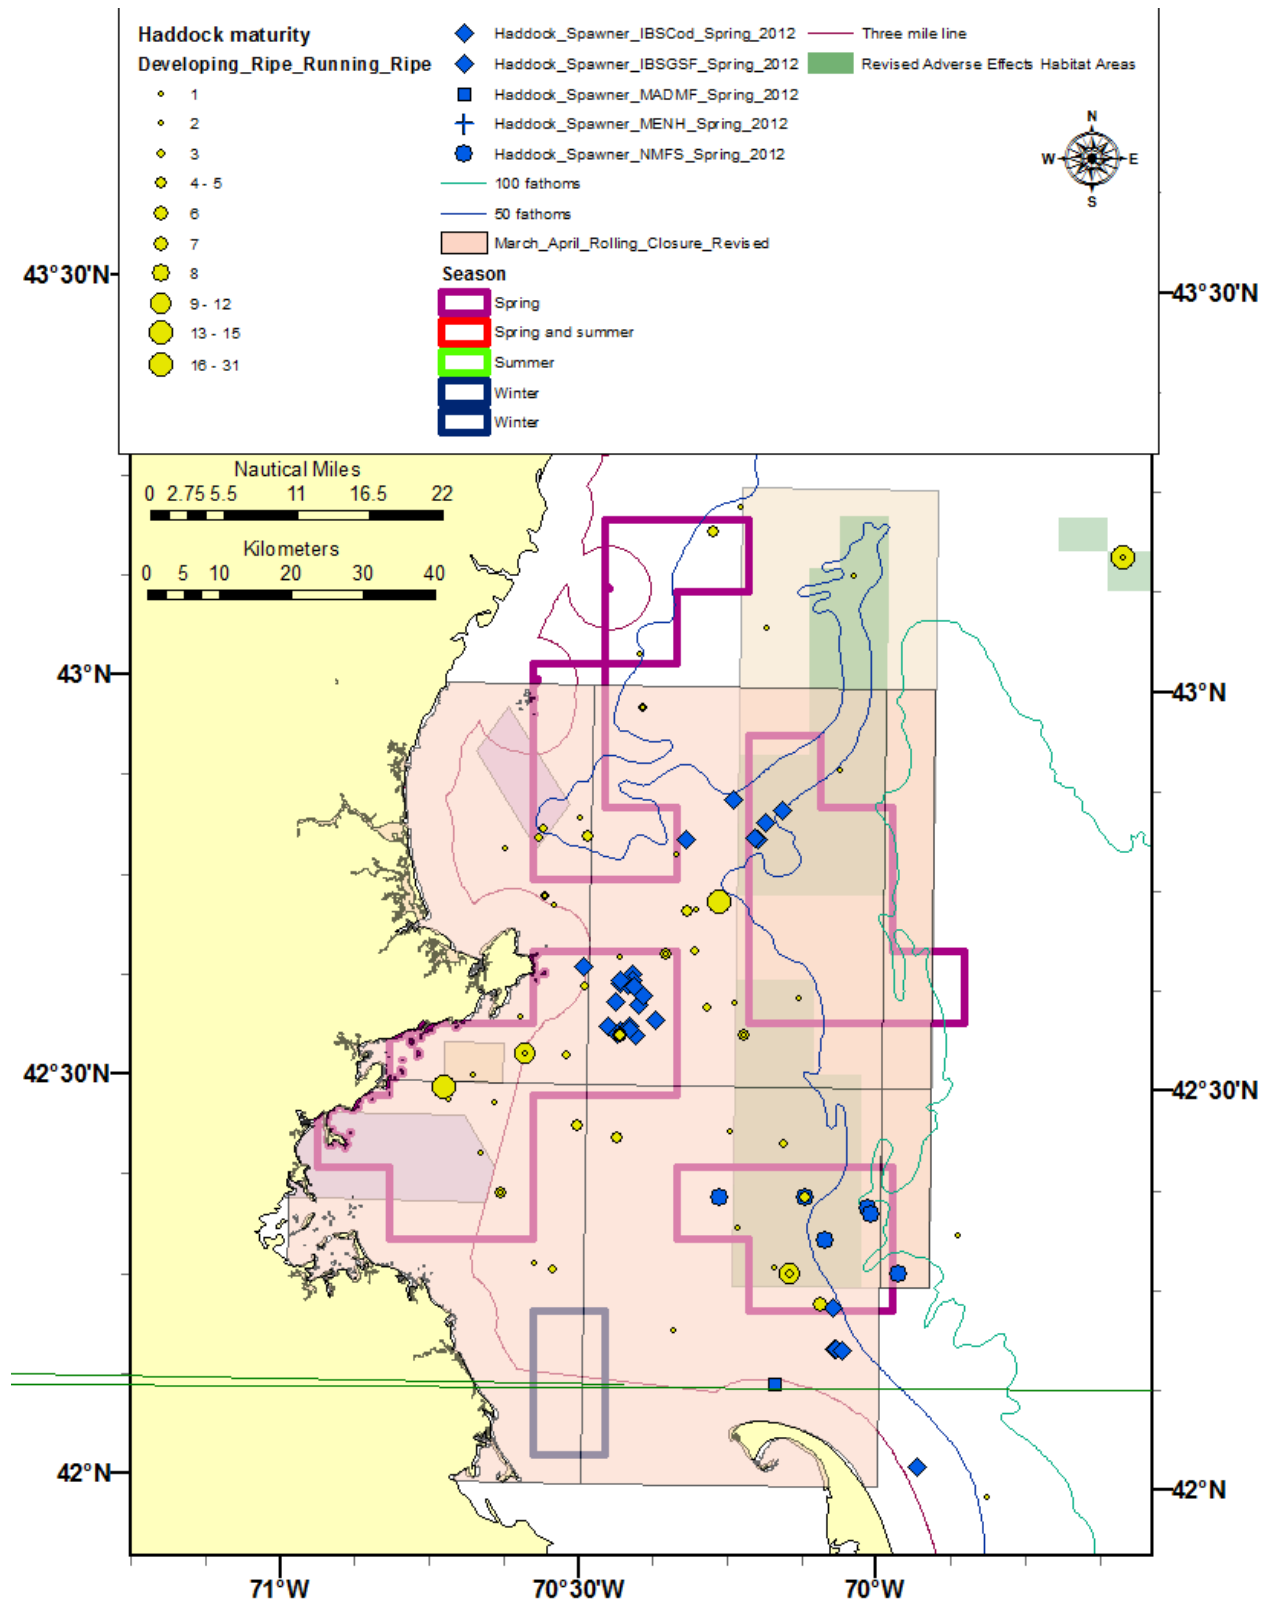 Haddock maturity
Developing_Ripe_Running_Ripe
1
2
3
4 - 5
6
7
8
9 - 12
13 - 15
16 - 31
Haddock_Spawner_IBSCod_Spring_2012
Haddock_Spawner_IBSGSF_Spring_2012
Haddock_Spawner_MADMF_Spring_2012
Haddock_Spawner_MENH_Spring_2012
Haddock_Spawner_NMFS_Spring_2012
100 fathoms
50 fathoms
March_April_Rolling_Closure_Revised
Season
Spring
Spring and summer
Summer
Winter
Winter
Three mile line
Revised Adverse Effects Habitat Areas
N
W E
S
43°30'N 43°30'N
Nautical Miles
0 2.75 5.5 11 16.5 22
Kilometers
0 5 10 20 30 40
43°N 43°N
42°30'N 42°30'N
42°N 42°N
71°W 70°30'W 70°W